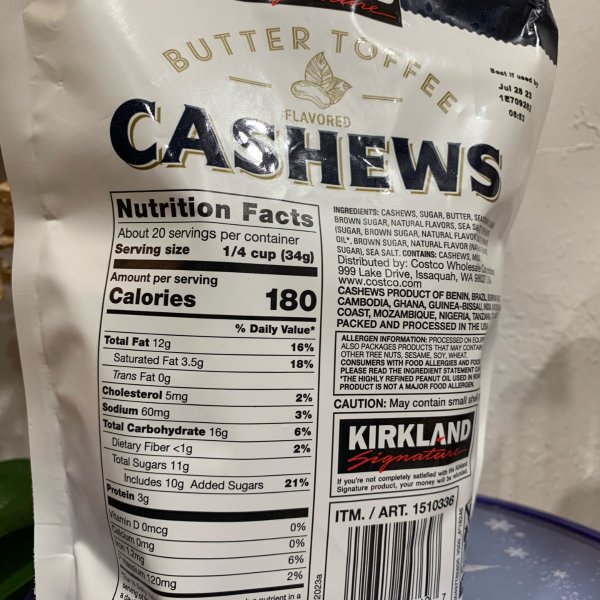 Signature
BUTTER TOFFEE
FLAVORED
CASHEWS
Best if used by
Jul 28 23
08:53
Nutrition Facts
About 20 servings per container
Serving size 1/4 cup (34g)
Amount per serving
Calories 180
% Daily Value*
Total Fat 12g 16%
Saturated Fat 3.5g 18%
Trans Fat 0g
Cholesterol 5mg 2%
Sodium 60mg 3%
Total Carbohydrate 16g 6%
Dietary Fiber <1g 2%
Total Sugars 11g
Includes 10g Added Sugars 21%
Protein 3g
Vitamin D 0mcg 0%
Calcium 0mg 0%
Iron 1.2mg 6%
Potassium 120mg 2%
nutrient in a
INGREDIENTS: CASHEWS, SUGAR, BUTTER,
BROWN SUGAR, NATURAL FLAVORS, SEA SALT
(SUGAR, BROWN SUGAR, NATURAL FLAVOR
OIL*, BROWN SUGAR, NATURAL FLAVOR
SUGAR), SEA SALT. CONTAINS: CASHEWS,
Distributed by: Costco Wholesale
999 Lake Drive, Issaquah, WA 98027
www.costco.com
CASHEWS PRODUCT OF BENIN, BRAZIL,
CAMBODIA, GHANA, GUINEA-BISSAU,
COAST, MOZAMBIQUE, NIGERIA, TANZANIA,
PACKED AND PROCESSED IN THE USA
ALLERGEN INFORMATION: PROCESSED ON
ALSO PACKAGES PRODUCTS THAT MAY CONTAIN
OTHER TREE NUTS, SESAME, SOY, WHEAT.
CONSUMERS WITH FOOD ALLERGIES AND FOOD
PLEASE READ THE INGREDIENT STATEMENT
*THE HIGHLY REFINED PEANUT OIL USED IN
PRODUCT IS NOT A MAJOR FOOD ALLERGEN.
CAUTION: May contain small shell
KIRKLAND
Signature
If you're not completely satisfied with this Kirkland
Signature product, your money will be refunded.
ITM. / ART. 1510336
2023a